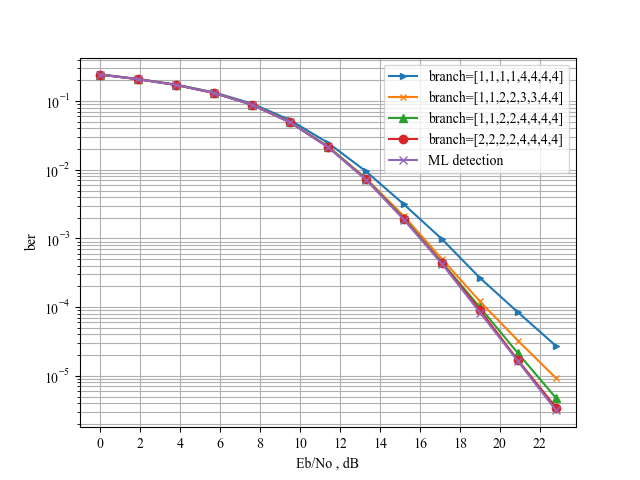 branch=[1,1,1,1,4,4,4,4]
branch=[1,1,2,2,3,3,4,4]
branch=[1,1,2,2,4,4,4,4]
branch=[2,2,2,2,4,4,4,4]
ML detection
10⁻¹
10⁻²
10⁻³
10⁻⁴
10⁻⁵
ber
0 2 4 6 8 10 12 14 16 18 20 22
Eb/No , dB